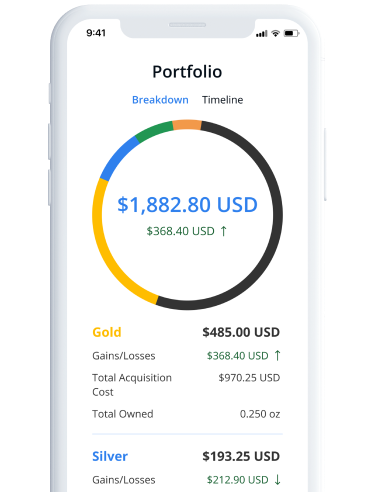 9:41
Portfolio
Breakdown Timeline
$1,882.80 USD
$368.40 USD ↑
Gold $485.00 USD
Gains/Losses $368.40 USD ↑
Total Acquisition $970.25 USD
Cost
Total Owned 0.250 oz
Silver $193.25 USD
Gains/Losses $212.90 USD ↓